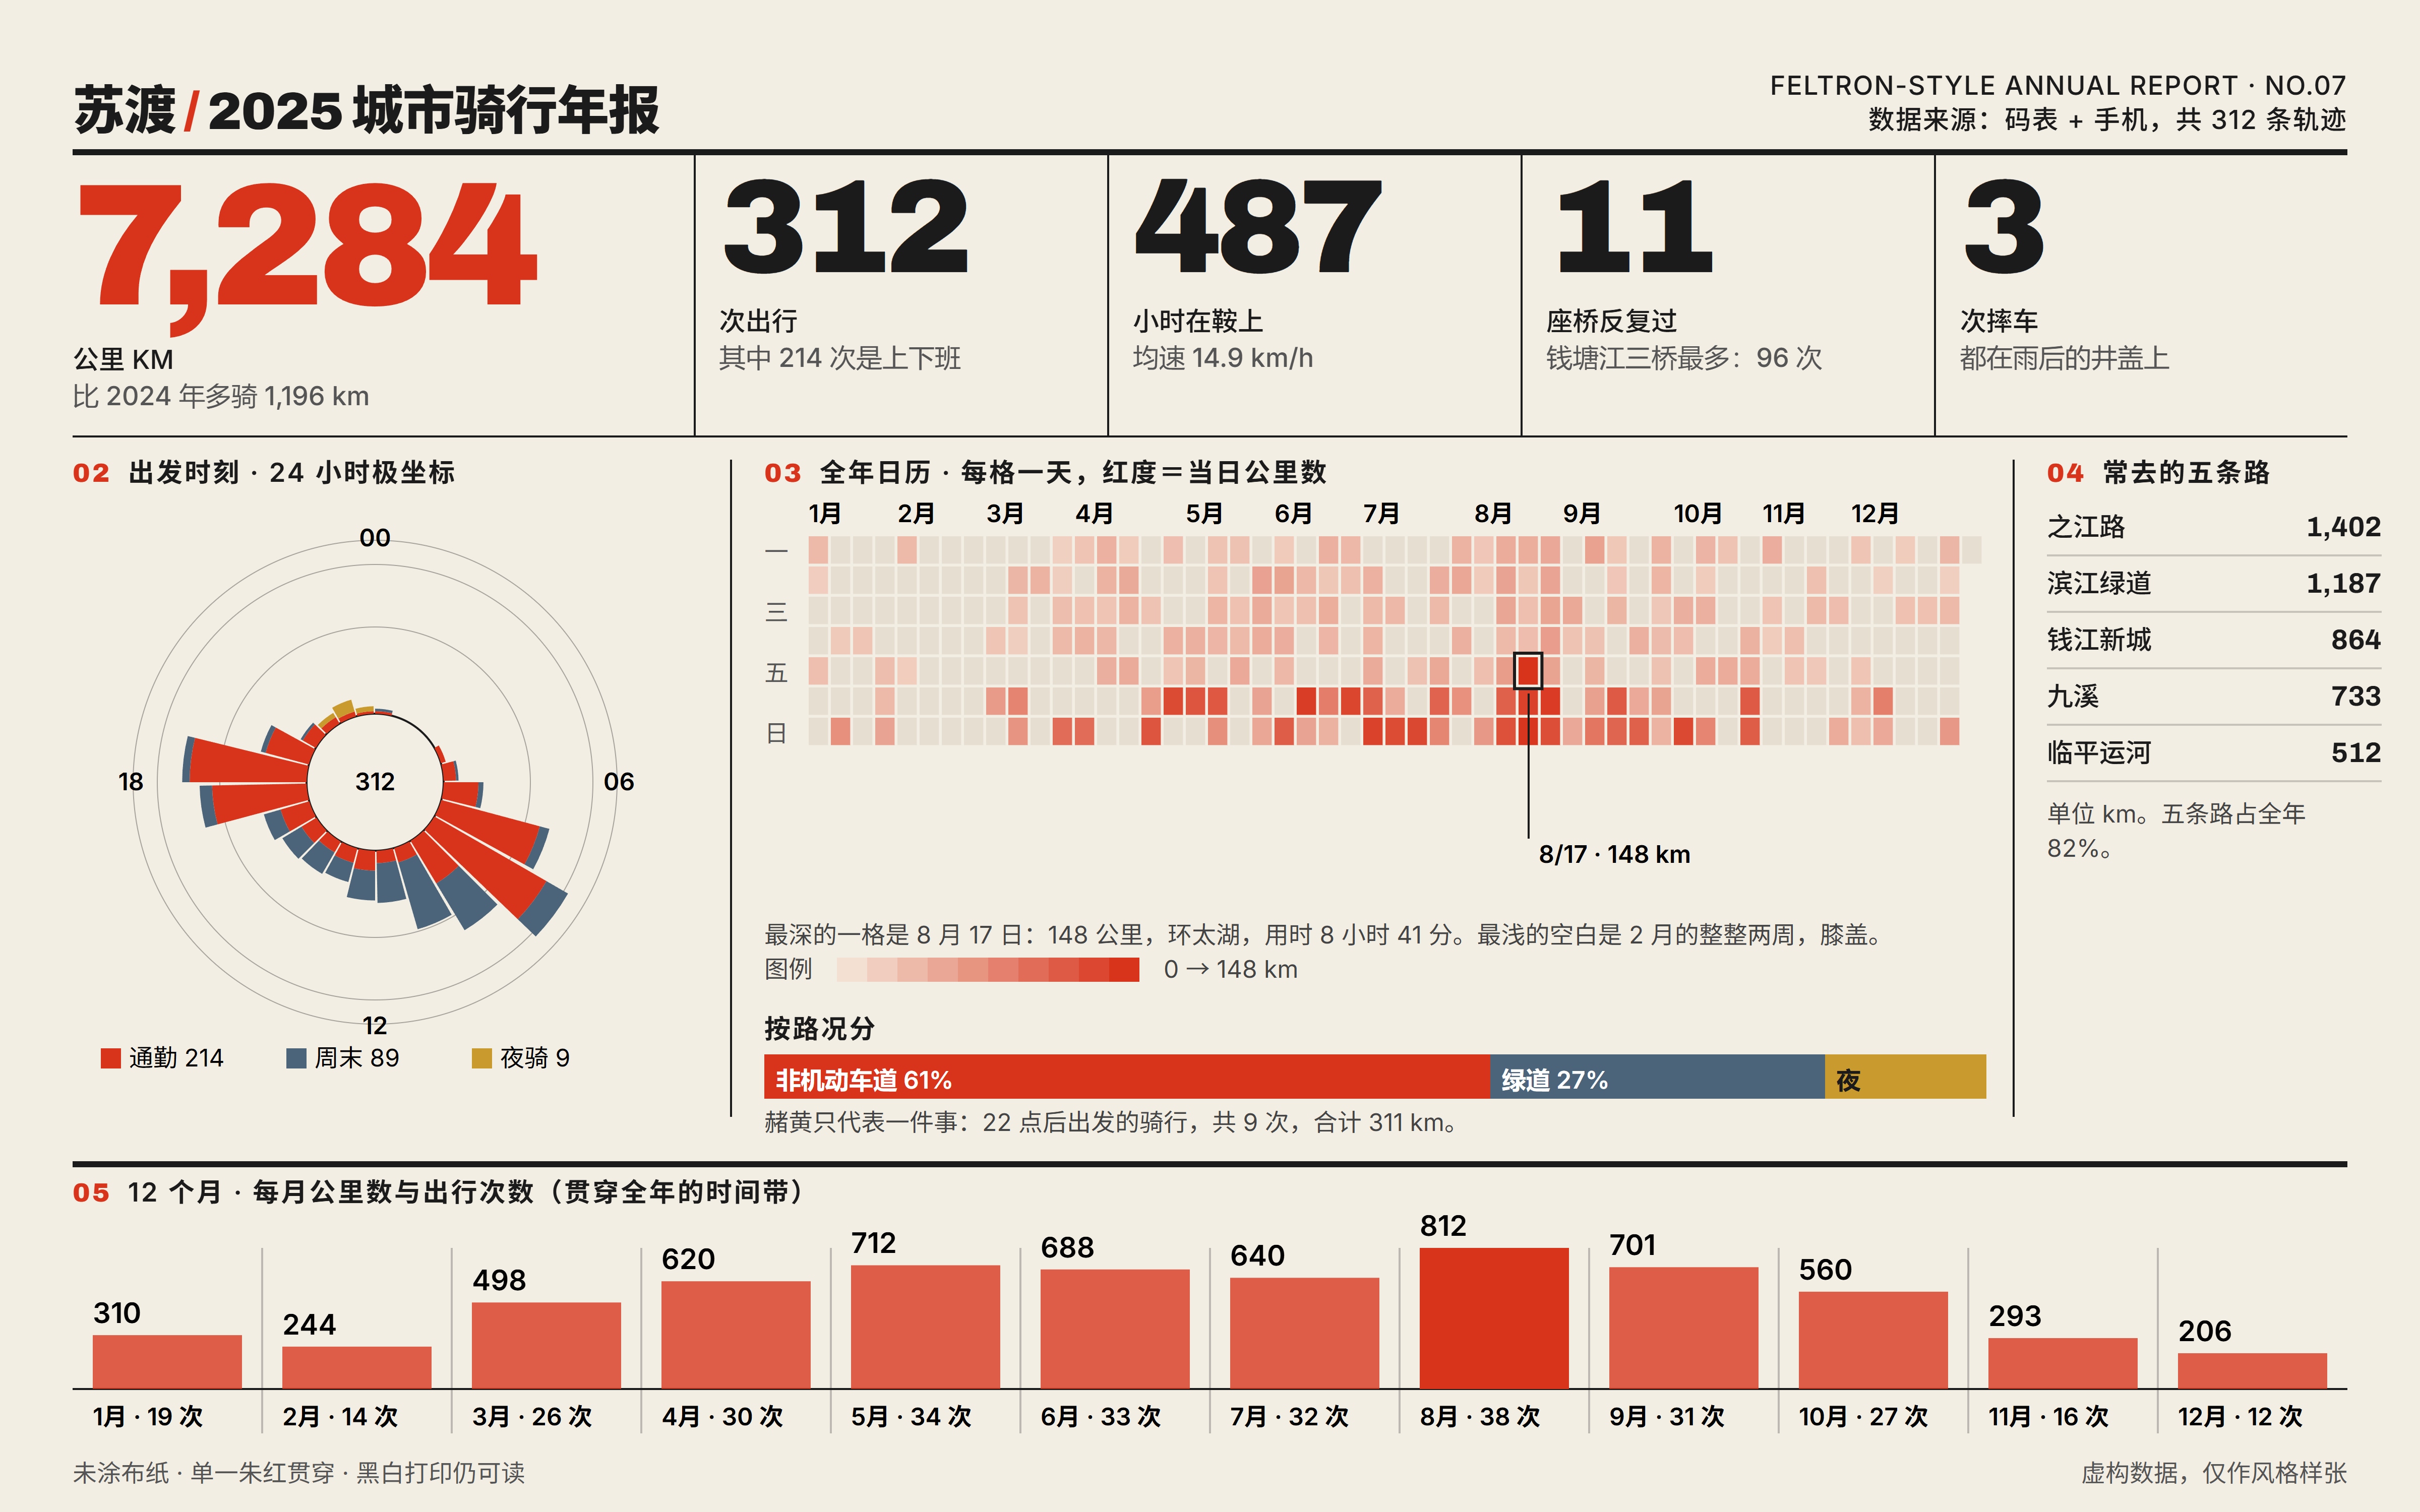 苏渡/2025 城市骑行年报
FELTRON-STYLE ANNUAL REPORT · NO.07
数据来源：码表 + 手机，共 312 条轨迹
7,284
公里 KM
比 2024 年多骑 1,196 km
312
次出行
其中 214 次是上下班
487
小时在鞍上
均速 14.9 km/h
11
座桥反复过
钱塘江三桥最多：96 次
3
次摔车
都在雨后的井盖上
02 出发时刻 · 24 小时极坐标
00
18
312
06
12
通勤 214
周末 89
夜骑 9
03 全年日历 · 每格一天，红度＝当日公里数
1月 2月 3月 4月 5月 6月 7月 8月 9月 10月 11月 12月
一
三
五
日
8/17 · 148 km
最深的一格是 8 月 17 日：148 公里，环太湖，用时 8 小时 41 分。最浅的空白是 2 月的整整两周，膝盖。
图例 0 → 148 km
按路况分
非机动车道 61% 绿道 27% 夜
赭黄只代表一件事：22 点后出发的骑行，共 9 次，合计 311 km。
04 常去的五条路
之江路 1,402
滨江绿道 1,187
钱江新城 864
九溪 733
临平运河 512
单位 km。五条路占全年
82%。
05 12 个月 · 每月公里数与出行次数（贯穿全年的时间带）
310 244 498 620 712 688 640 812 701 560 293 206
1月 · 19 次 2月 · 14 次 3月 · 26 次 4月 · 30 次 5月 · 34 次 6月 · 33 次 7月 · 32 次 8月 · 38 次 9月 · 31 次 10月 · 27 次 11月 · 16 次 12月 · 12 次
未涂布纸 · 单一朱红贯穿 · 黑白打印仍可读
虚构数据，仅作风格样张